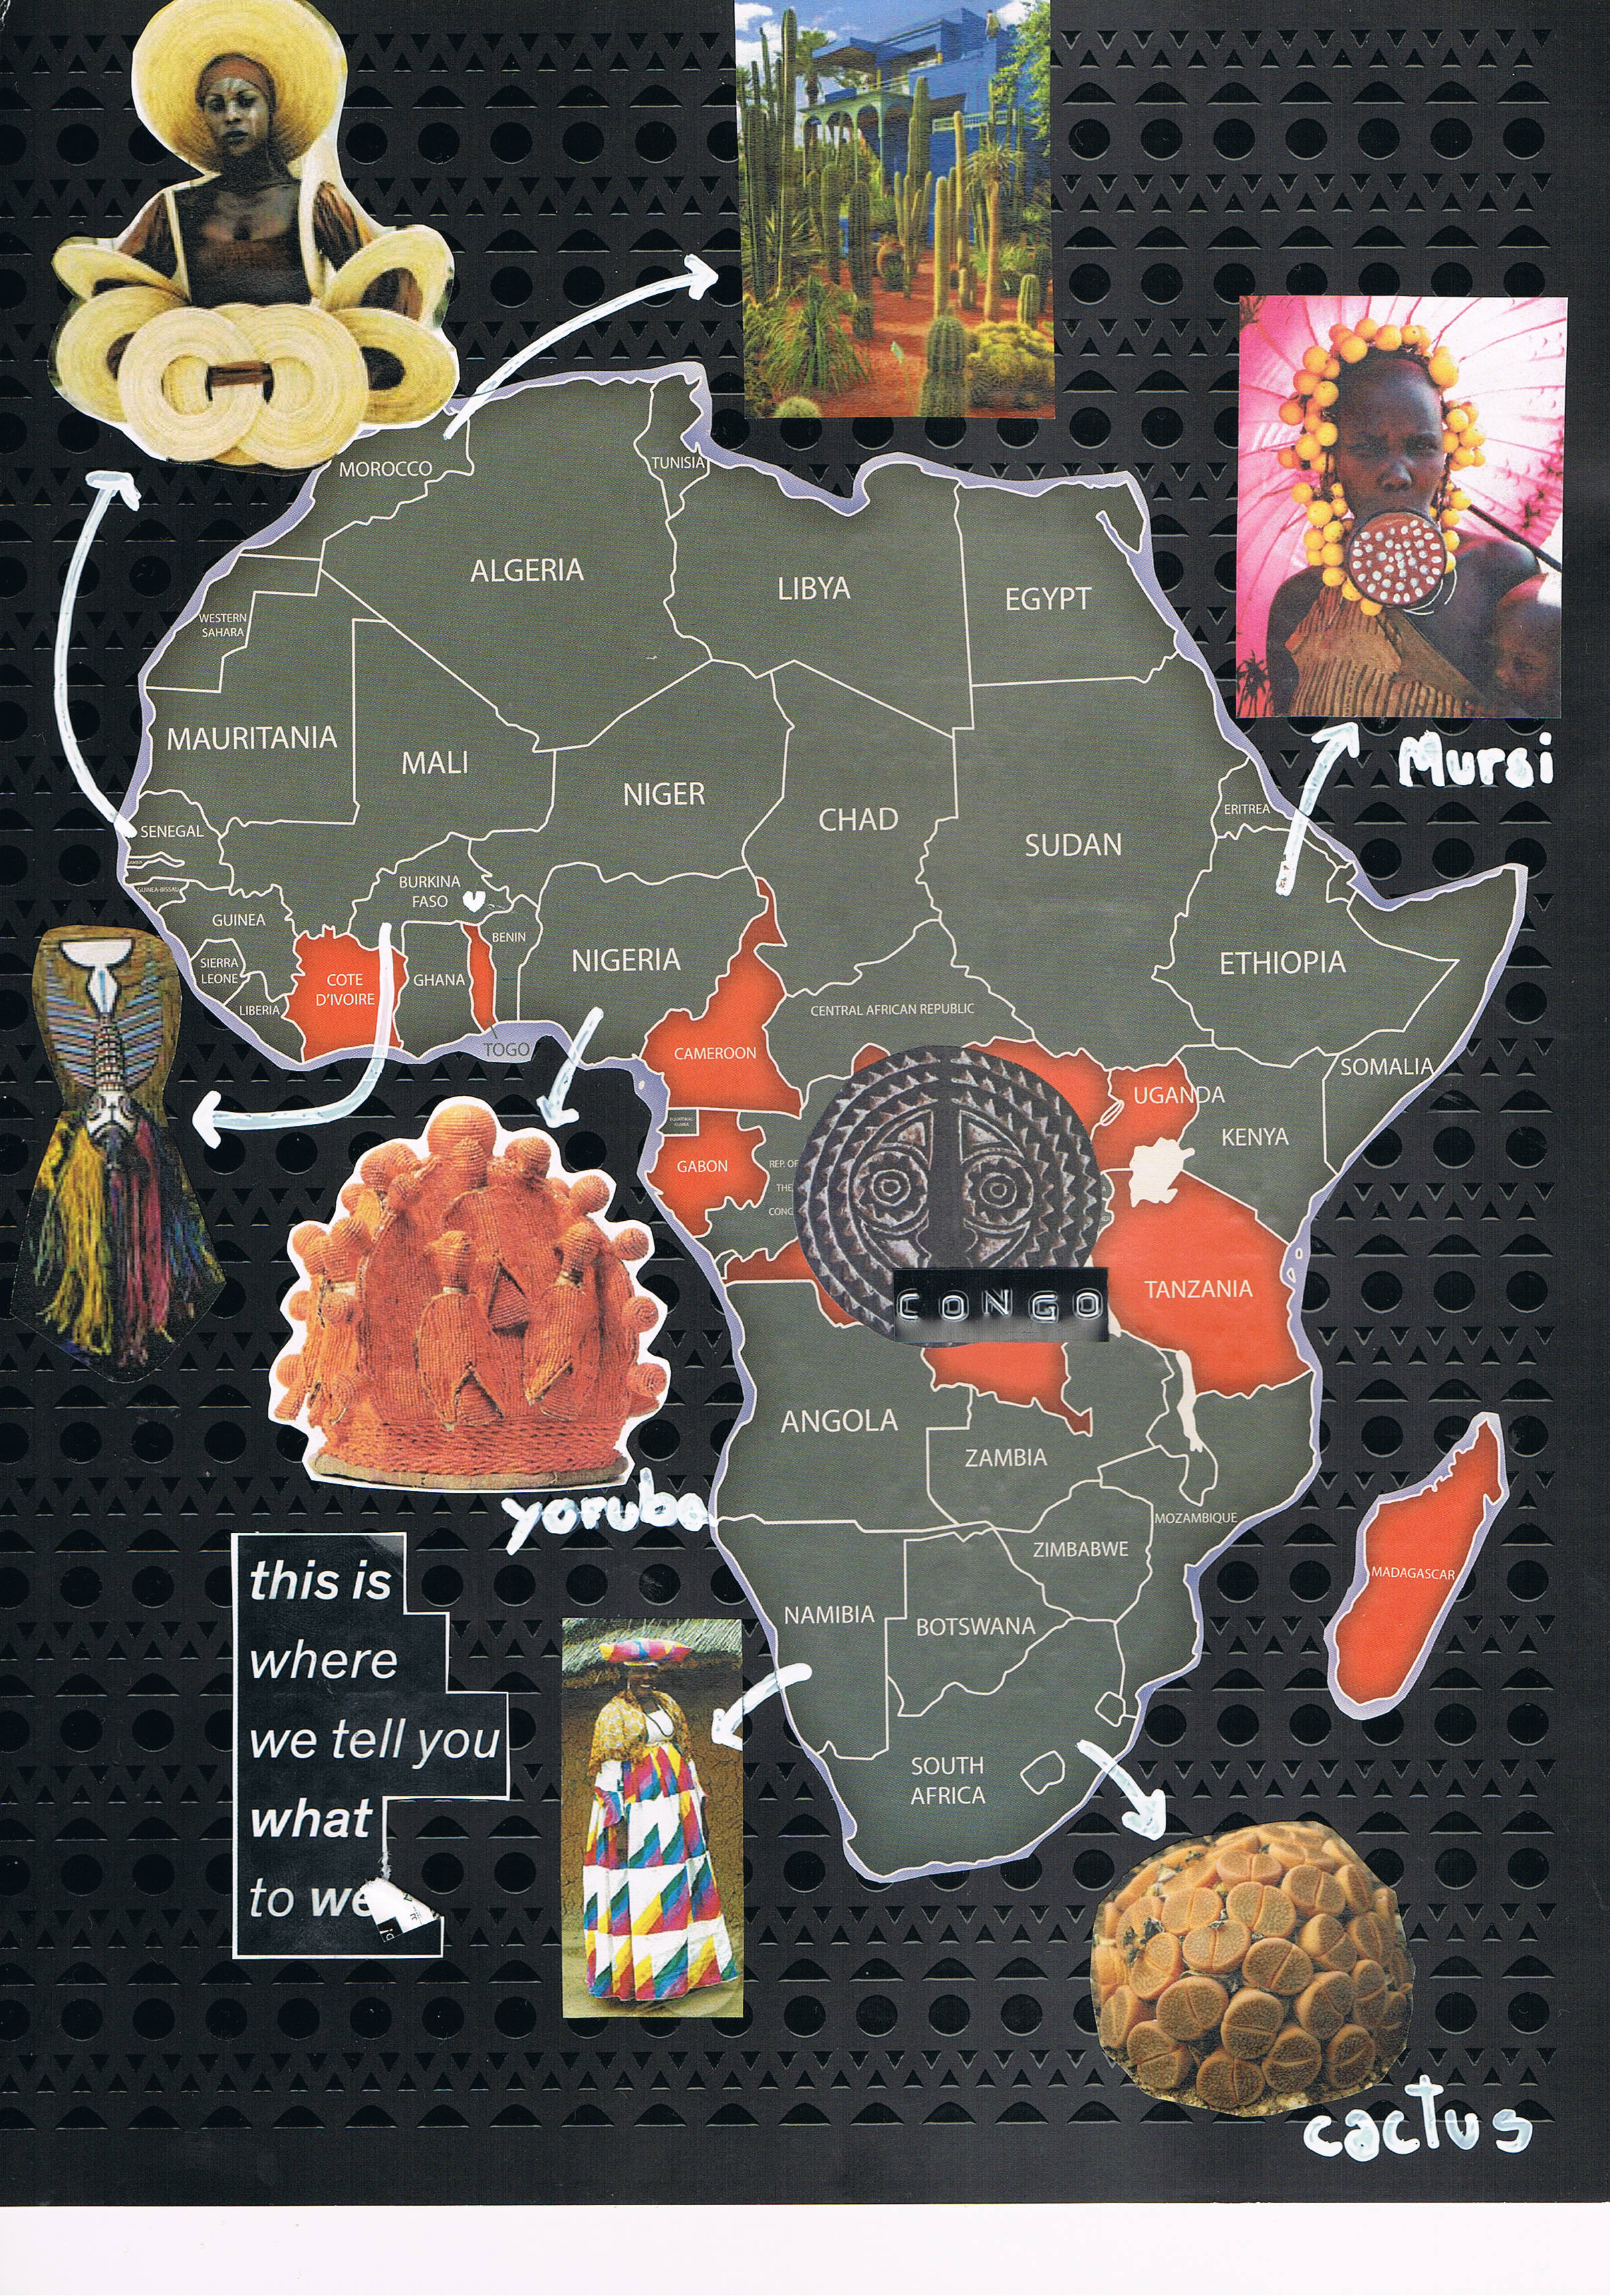 MOROCCO
TUNISIA
ALGERIA
LIBYA
EGYPT
WESTERN
SAHARA
MAURITANIA
MALI
NIGER
CHAD
SUDAN
ERITREA
Mursi
SENEGAL
GUINEA-BISSAU
GUINEA
BURKINA
FASO
BENIN
NIGERIA
ETHIOPIA
SIERRA
LEONE
LIBERIA
COTE
D'IVOIRE
GHANA
TOGO
CENTRAL AFRICAN REPUBLIC
CAMEROON
UGANDA
SOMALIA
KENYA
EQUATORIAL
GUINEA
GABON
REP. OF
THE
CONG
TANZANIA
CONGO
ANGOLA
ZAMBIA
yoruba
MOZAMBIQUE
ZIMBABWE
MADAGASCAR
NAMIBIA
BOTSWANA
SOUTH
AFRICA
this is
where
we tell you
what
to we
cactus